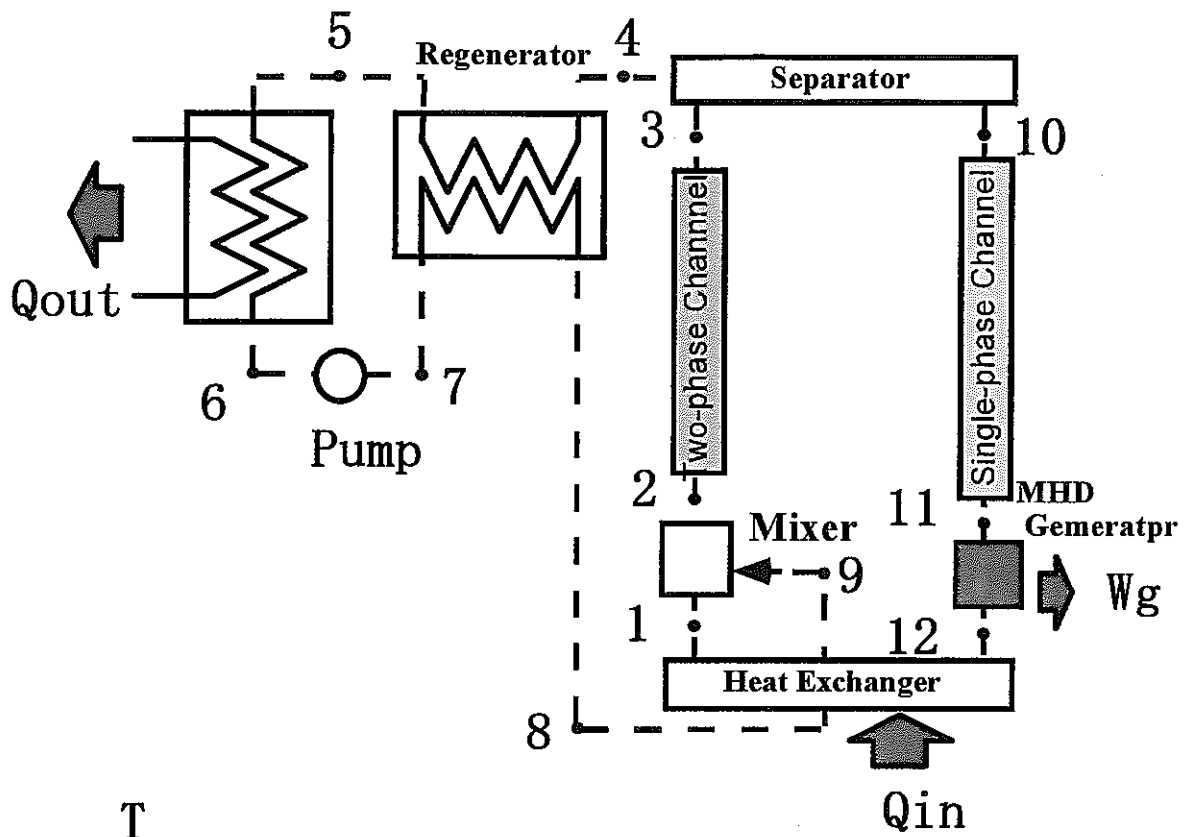 5
Regenerator
4
Separator
3
10
Qout
wo-phase Channnel
Single-phase Channel
6
7
Pump
2
11
MHD
Gemeratpr
Mixer
9
Wg
1
12
Heat Exchanger
8
Qin
T